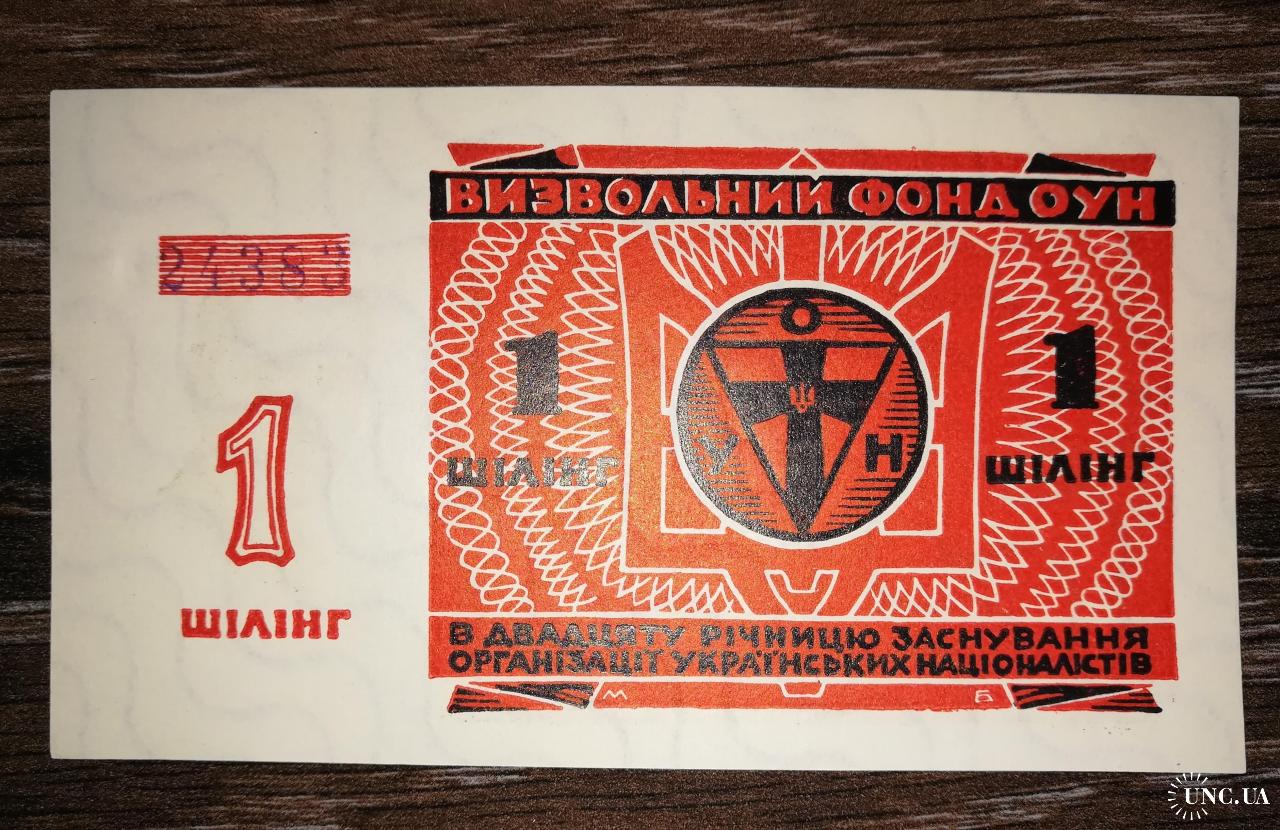 ВИЗВОЛЬНИЙ ФОНД ОУН
24383
1
ШІЛІНГ
1
ШІЛІНГ
О
У Н
1
ШІЛІНГ
В ДВАДЦЯТУ РІЧНИЦЮ ЗАСНУВАННЯ
ОРГАНІЗАЦІЇ УКРАЇНСЬКИХ НАЦІОНАЛІСТІВ
М Б
UNC.UA